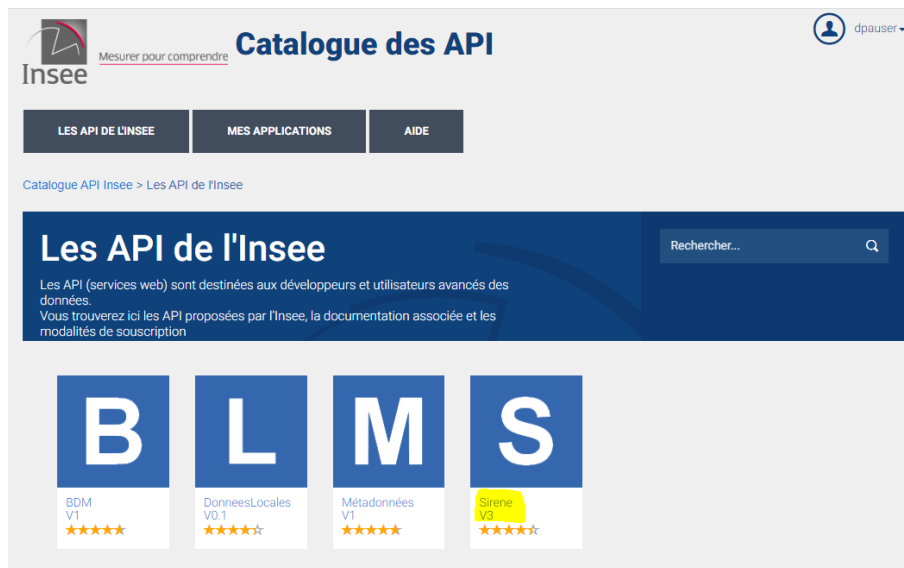 Insee
Mesurer pour comprendre
Catalogue des API
dpauser
LES API DE L'INSEE
MES APPLICATIONS
AIDE
Catalogue API Insee > Les API de l'Insee
Les API de l'Insee
Rechercher...
Les API (services web) sont destinées aux développeurs et utilisateurs avancés des
données.
Vous trouverez ici les API proposées par l'Insee, la documentation associée et les
modalités de souscription
B
L
M
S
BDM
V1
DonneesLocales
V0.1
Métadonnées
V1
Sirene
V3